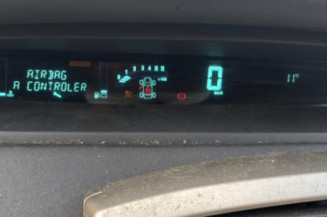 AIRBAG
A CONTROLER
0
11°